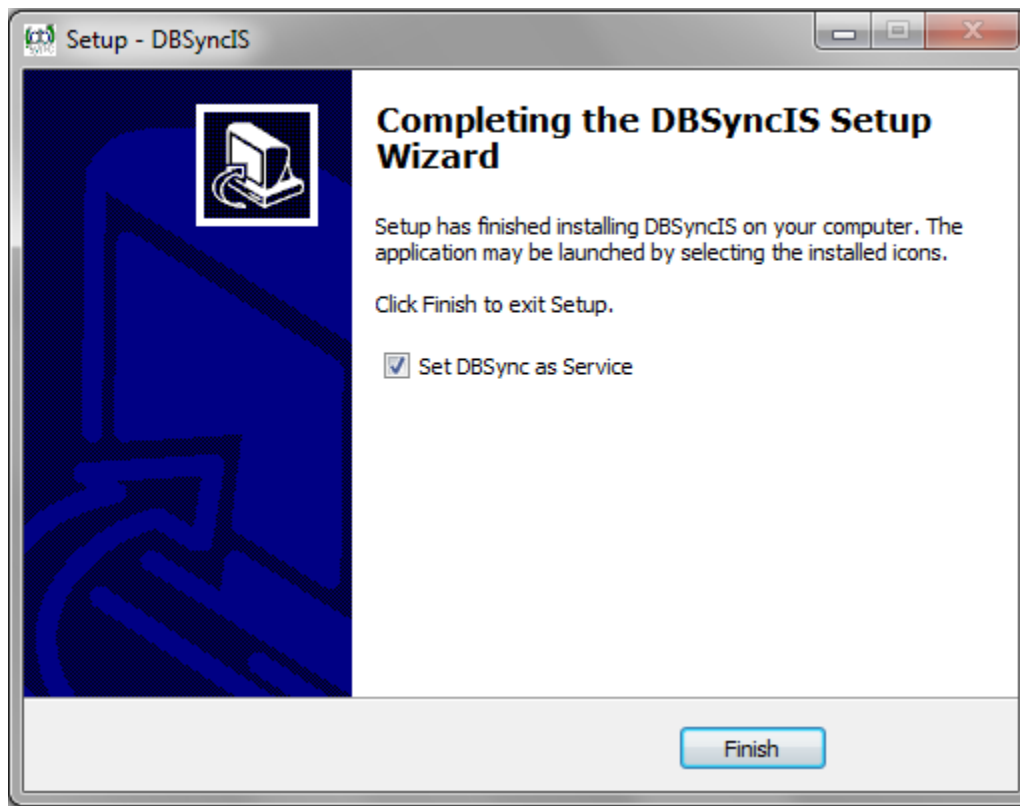 Setup - DBSyncIS
Completing the DBSyncIS Setup
Wizard
Setup has finished installing DBSyncIS on your computer. The
application may be launched by selecting the installed icons.
Click Finish to exit Setup.
Set DBSync as Service
Finish